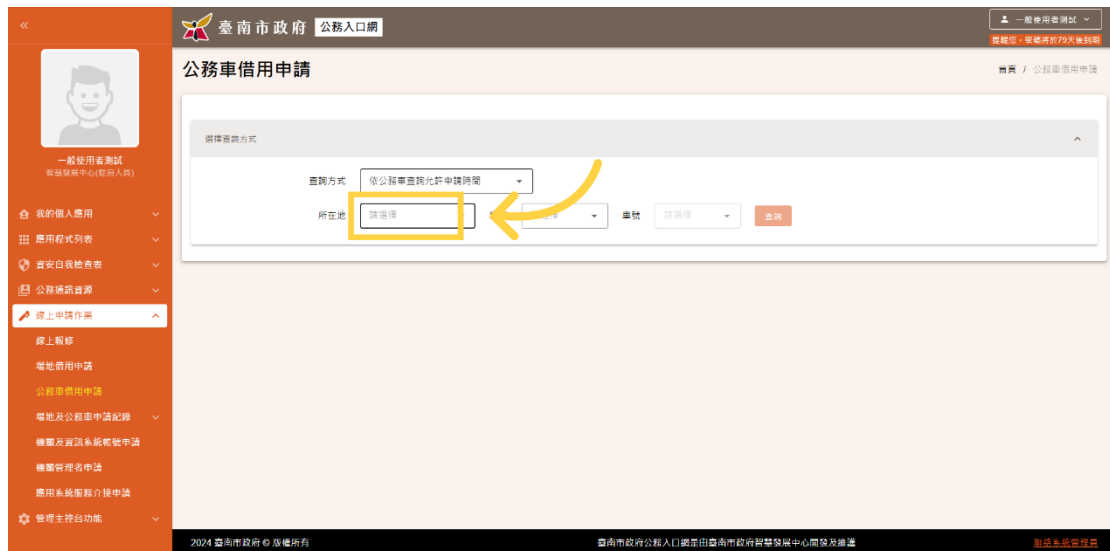 臺南市政府 公務入口網
一般使用者測試
提醒您,密碼將於79天後到期
公務車借用申請
首頁 / 公務車借用申請
一般使用者測試
智慧發展中心(駐府人員)
我的個人應用
應用程式列表
資安自我檢查表
公務通訊資源
線上申請作業
線上報修
場地借用申請
公務車借用申請
場地及公務車申請紀錄
機關及資訊系統帳號申請
機關管理者申請
應用系統服務介接申請
管理主控台功能
選擇查詢方式
查詢方式 依公務車查詢允許申請時間
所在地 請選擇 車號 請選擇 查詢
2024 臺南市政府 © 版權所有
臺南市政府公務入口網是由臺南市政府智慧發展中心開發及維護
聯絡系統管理員